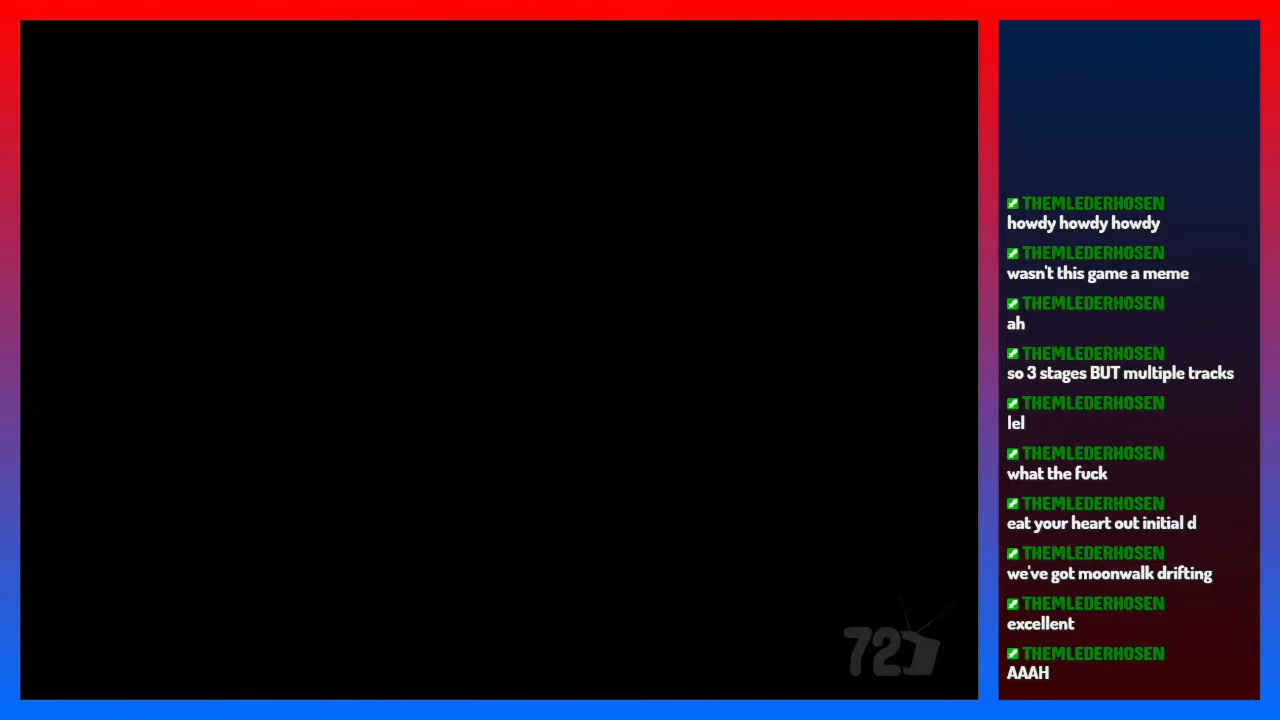 THEMLEDERHOSEN
howdy howdy howdy
THEMLEDERHOSEN
wasn't this game a meme
THEMLEDERHOSEN
ah
THEMLEDERHOSEN
so 3 stages BUT multiple tracks
THEMLEDERHOSEN
lel
THEMLEDERHOSEN
what the fuck
THEMLEDERHOSEN
eat your heart out initial d
THEMLEDERHOSEN
we've got moonwalk drifting
THEMLEDERHOSEN
excellent
THEMLEDERHOSEN
AAAH
72